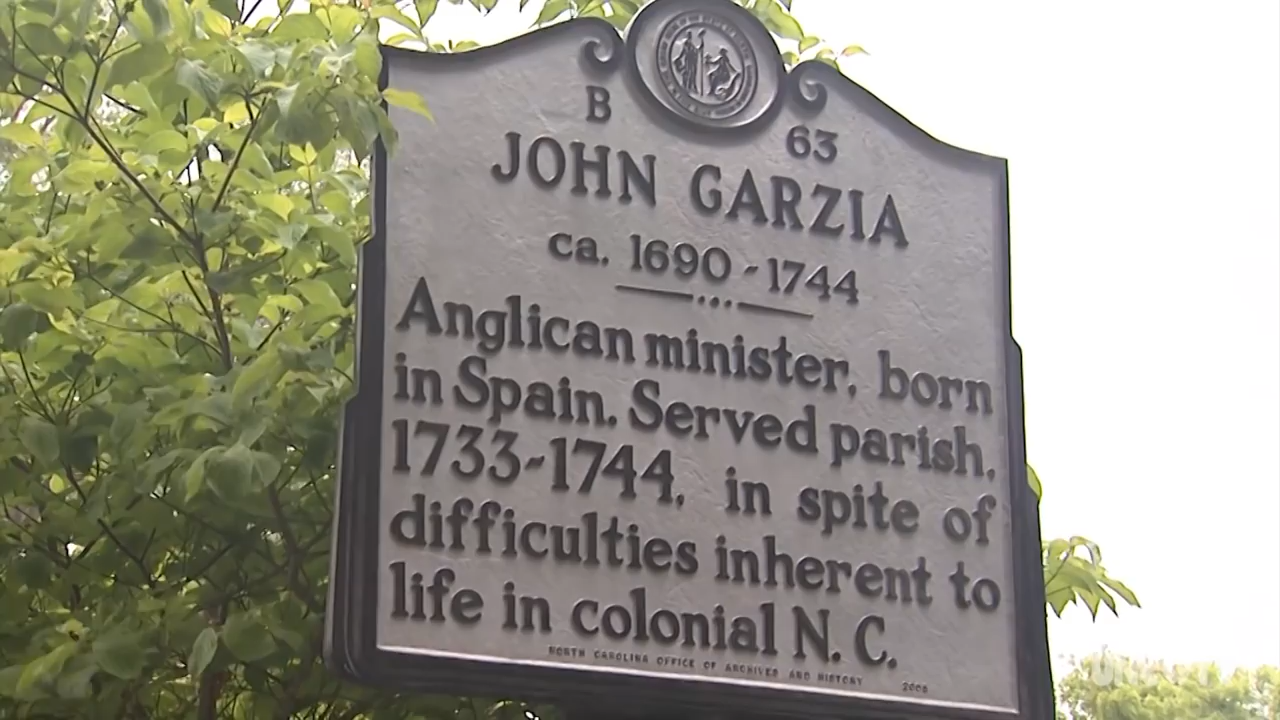 B 63
JOHN GARZIA
ca. 1690-1744
Anglican minister, born
in Spain. Served parish,
1733-1744, in spite of
difficulties inherent to
life in colonial N.C.
NORTH CAROLINA OFFICE OF ARCHIVES AND HISTORY